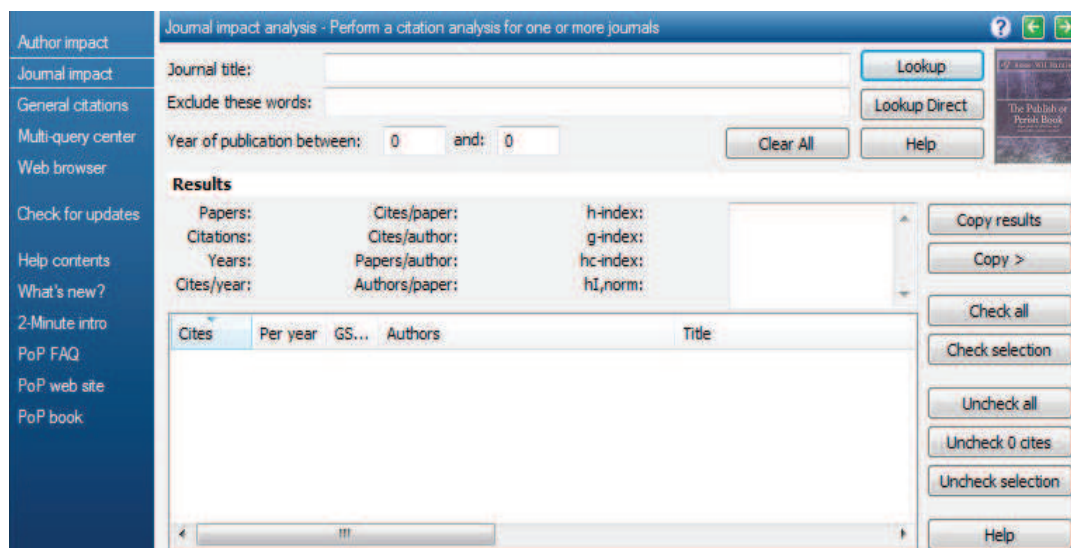 Author impact
Journal impact
General citations
Multi-query center
Web browser
Check for updates
Help contents
What's new?
2-Minute intro
PoP FAQ
PoP web site
PoP book
Journal impact analysis - Perform a citation analysis for one or more journals
?
Journal title:
Lookup
Exclude these words:
Lookup Direct
Year of publication between: 0 and: 0
Clear All
Help
The Publish or
Perish Book
Results
Papers: Cites/paper: h-index:
Citations: Cites/author: g-index:
Years: Papers/author: hc-index:
Cites/year: Authors/paper: hI,norm:
Copy results
Copy >
Check all
Check selection
Uncheck all
Uncheck 0 cites
Uncheck selection
Help
Cites Per year GS... Authors Title